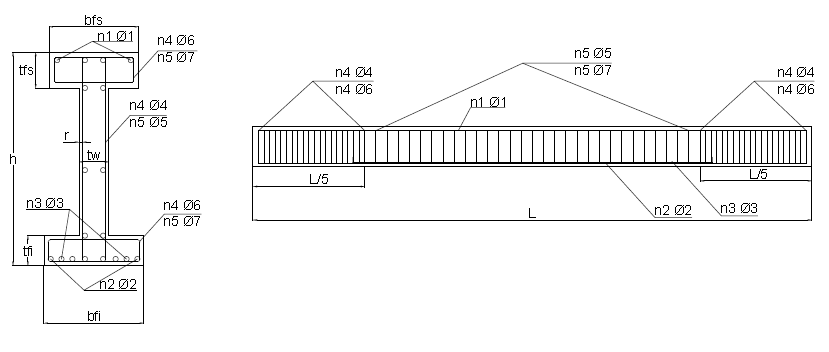 bfs
n1 Ø1
n4 Ø6
n5 Ø7
tfs
n4 Ø4
n5 Ø5
r
tw
h
n3 Ø3
n4 Ø6
n5 Ø7
tfi
n2 Ø2
bfi
n4 Ø4
n4 Ø6
n5 Ø5
n5 Ø7
n4 Ø4
n4 Ø6
n1 Ø1
L/5
L/5
L
n2 Ø2
n3 Ø3